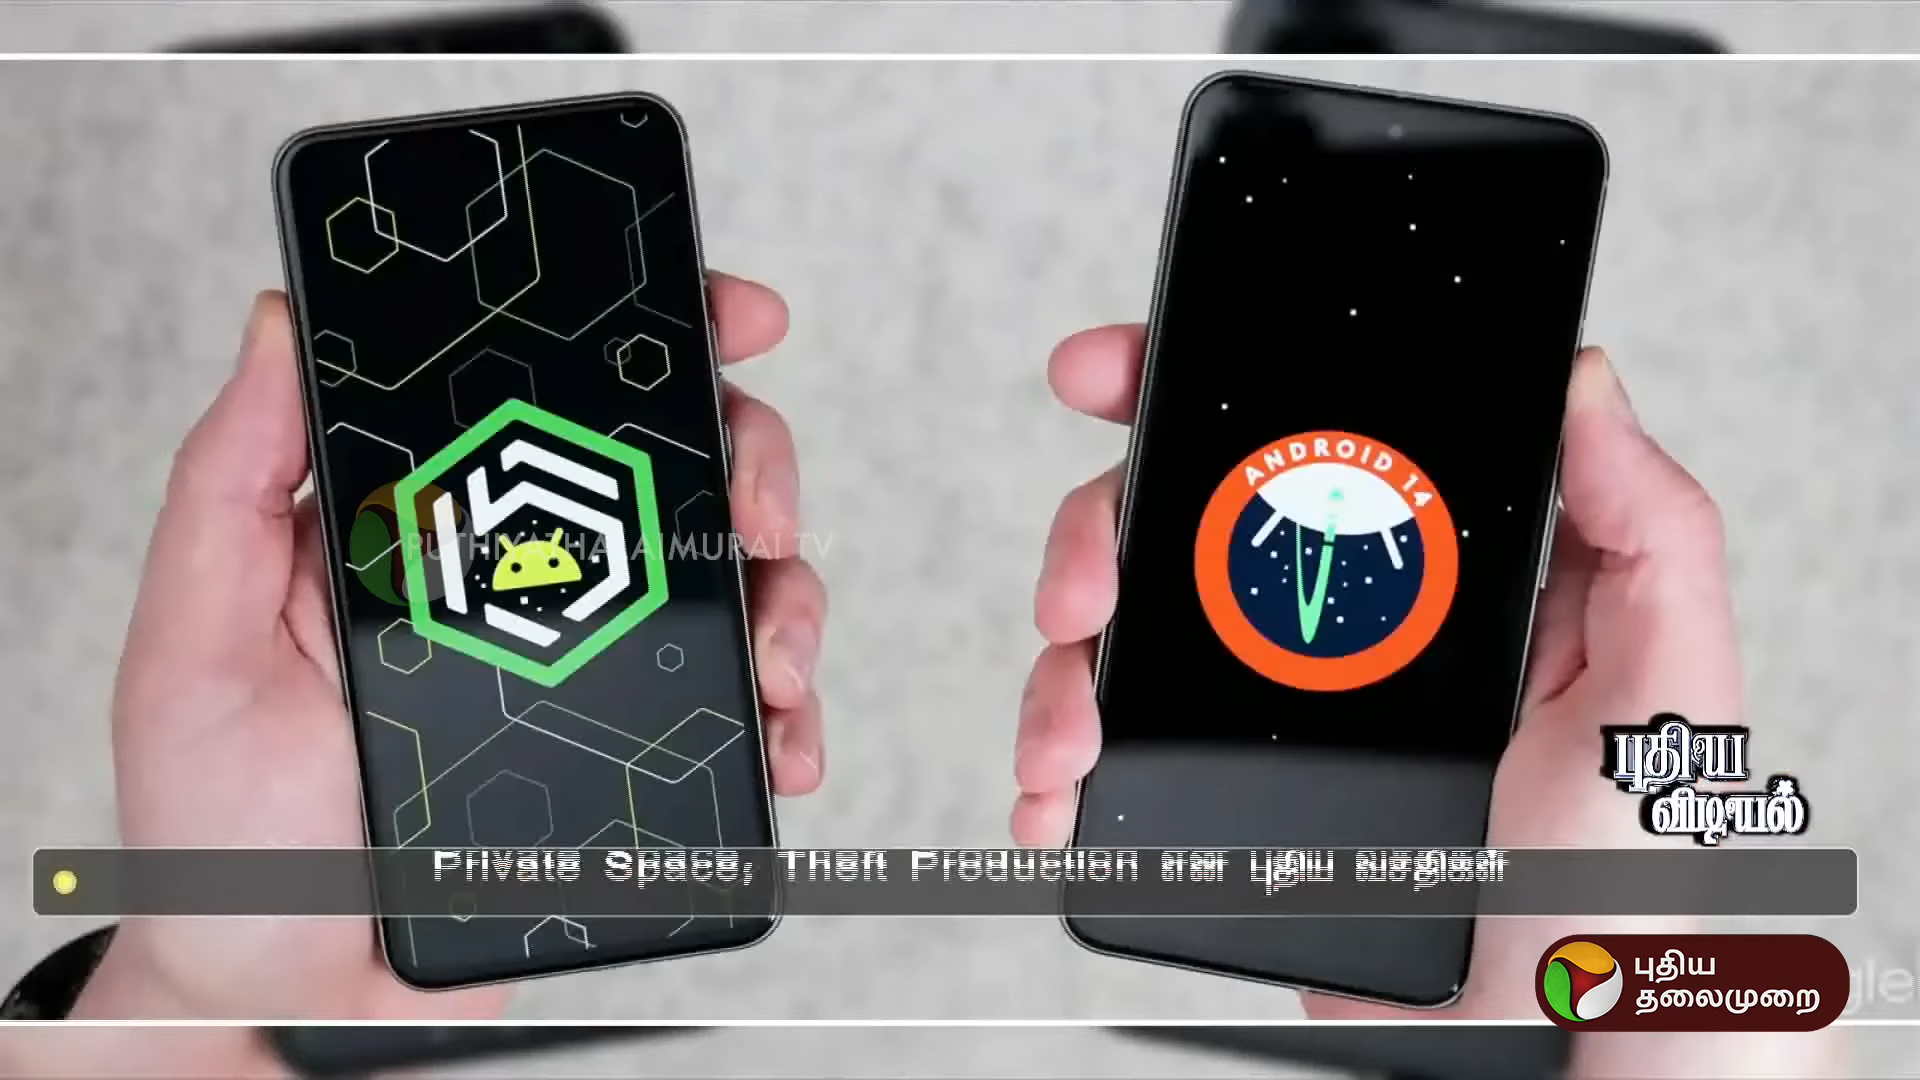 ANDROID 14
PUTHIYATHALAIMURAI TV
புதிய
விடியல்
Private Space, Theft Production என புதிய வசதிகள்
புதிய
தலைமுறை